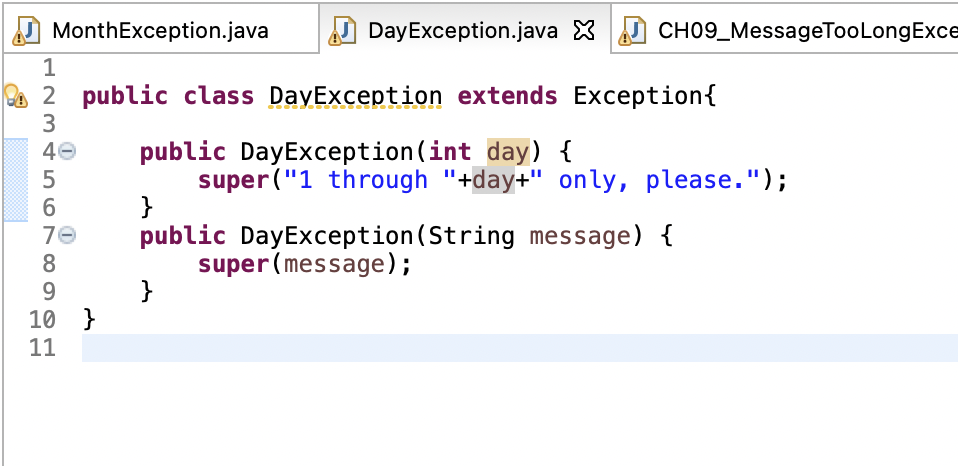 MonthException.java DayException.java CH09_MessageTooLongExce
1
2 public class DayException extends Exception{
3
4 public DayException(int day) {
5 super("1 through "+day+" only, please.");
6 }
7 public DayException(String message) {
8 super(message);
9 }
10 }
11